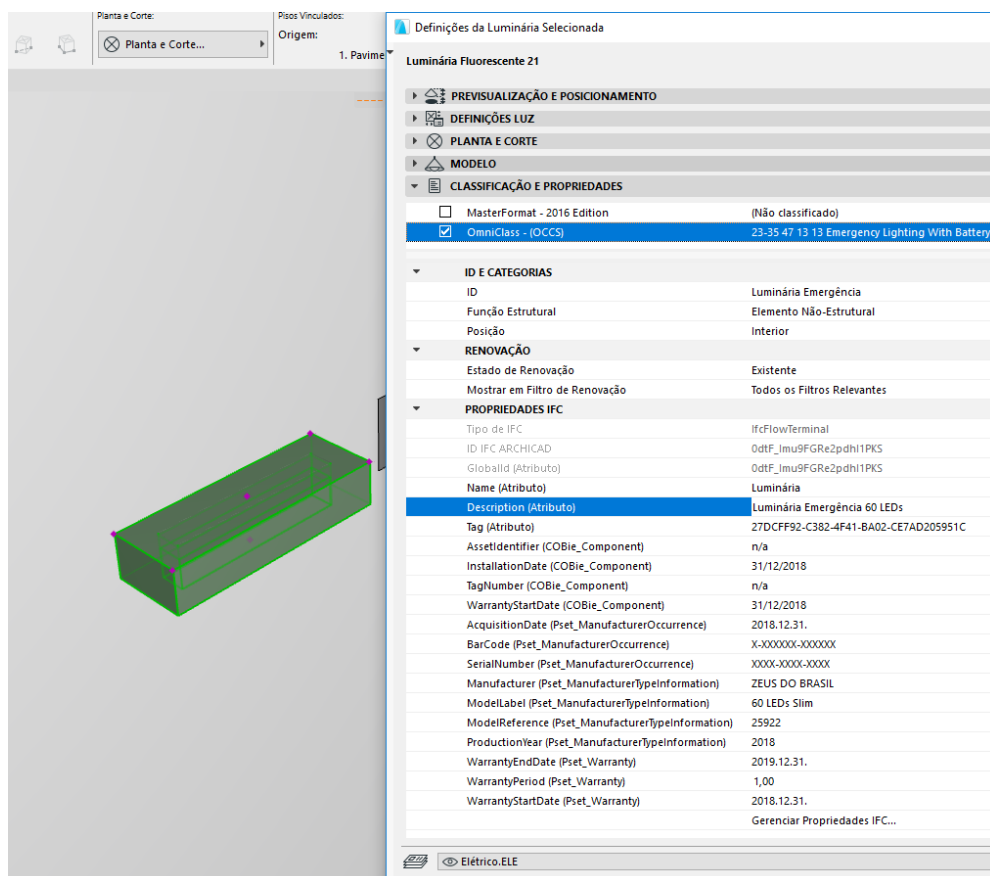 Planta e Corte:
Planta e Corte...
Pisos Vinculados:
Origem:
1. Pavime
Definições da Luminária Selecionada
Luminária Fluorescente 21
PREVISUALIZAÇÃO E POSICIONAMENTO
DEFINIÇÕES LUZ
PLANTA E CORTE
MODELO
CLASSIFICAÇÃO E PROPRIEDADES
MasterFormat - 2016 Edition (Não classificado)
OmniClass - (OCCS) 23-35 47 13 13 Emergency Lighting With Battery
ID E CATEGORIAS
ID Luminária Emergência
Função Estrutural Elemento Não-Estrutural
Posição Interior
RENOVAÇÃO
Estado de Renovação Existente
Mostrar em Filtro de Renovação Todos os Filtros Relevantes
PROPRIEDADES IFC
Tipo de IFC IfcFlowTerminal
ID IFC ARCHICAD 0dtF_Imu9FGRe2pdhI1PKS
GlobalId (Atributo) 0dtF_Imu9FGRe2pdhI1PKS
Name (Atributo) Luminária
Description (Atributo) Luminária Emergência 60 LEDs
Tag (Atributo) 27DCFF92-C382-4F41-BA02-CE7AD205951C
AssetIdentifier (COBie_Component) n/a
InstallationDate (COBie_Component) 31/12/2018
TagNumber (COBie_Component) n/a
WarrantyStartDate (COBie_Component) 31/12/2018
AcquisitionDate (Pset_ManufacturerOccurrence) 2018.12.31.
BarCode (Pset_ManufacturerOccurrence) X-XXXXXX-XXXXXX
SerialNumber (Pset_ManufacturerOccurrence) XXXX-XXXX-XXXX
Manufacturer (Pset_ManufacturerTypeInformation) ZEUS DO BRASIL
ModelLabel (Pset_ManufacturerTypeInformation) 60 LEDs Slim
ModelReference (Pset_ManufacturerTypeInformation) 25922
ProductionYear (Pset_ManufacturerTypeInformation) 2018
WarrantyEndDate (Pset_Warranty) 2019.12.31.
WarrantyPeriod (Pset_Warranty) 1,00
WarrantyStartDate (Pset_Warranty) 2018.12.31.
Gerenciar Propriedades IFC...
Elétrico.ELE